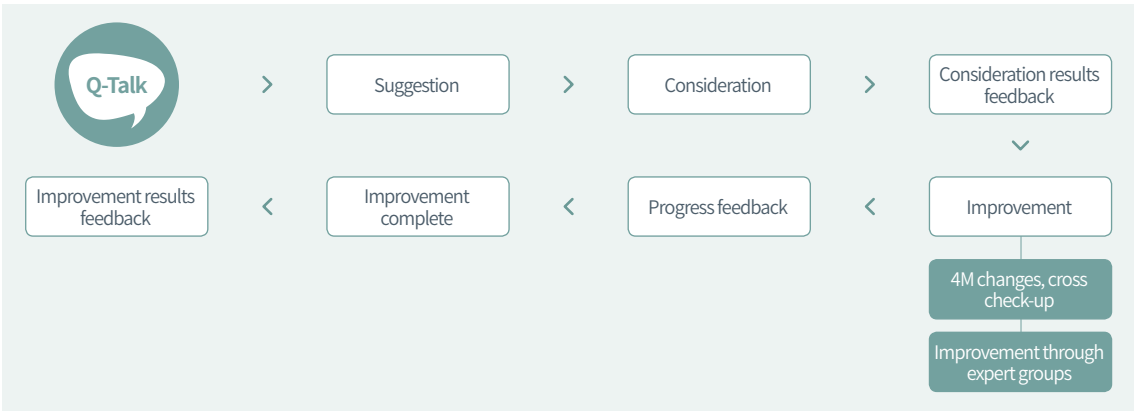 Q-Talk
Suggestion
Consideration
Consideration results
feedback
Improvement
Progress feedback
Improvement
complete
Improvement results
feedback
4M changes, cross
check-up
Improvement through
expert groups